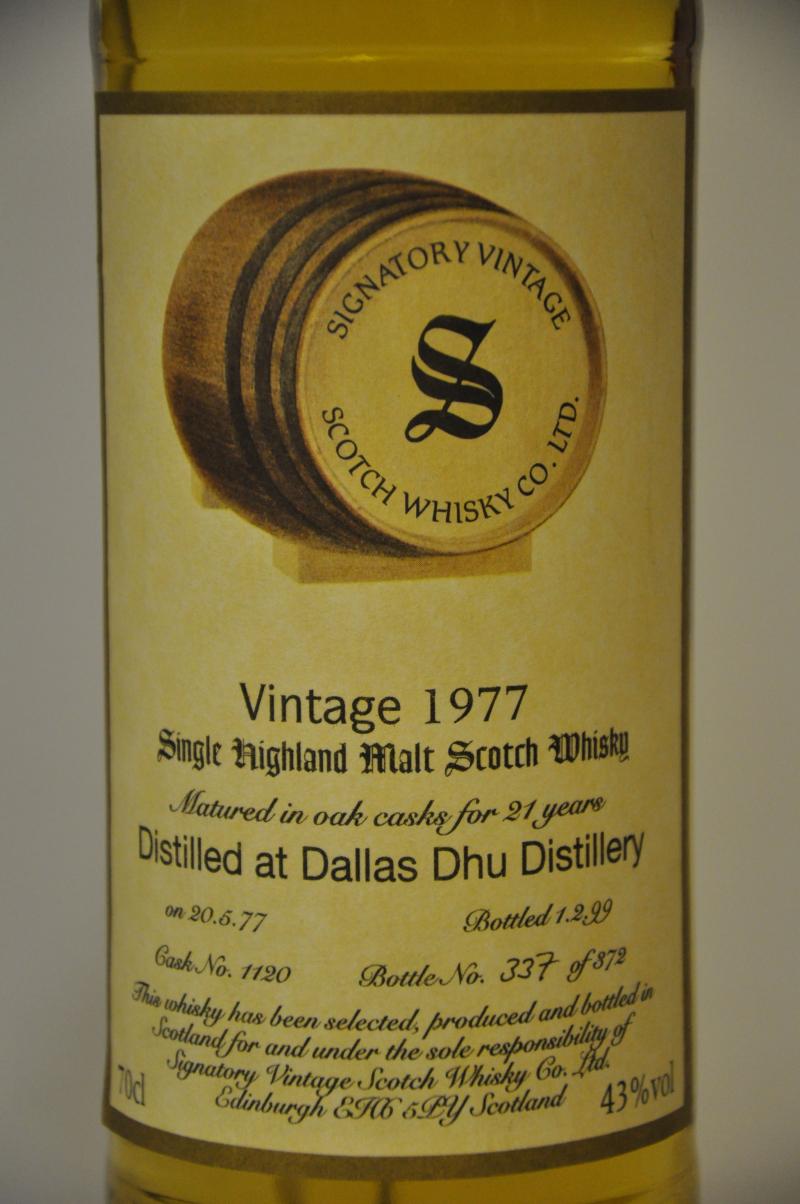 SIGNATORY VINTAGE
S
SCOTCH WHISKY CO. LTD.
Vintage 1977
Single Highland Malt Scotch Whisky
Matured in oak casks for 21 years
Distilled at Dallas Dhu Distillery
on 20.5.77 Bottled 1.2.99
Cask No. 1120 Bottle No. 337 of 372
This whisky has been selected, produced and bottled in
Scotland for and under the sole responsibility of
Signatory Vintage Scotch Whisky Co. Ltd.
Edinburgh EH6 5PY Scotland
70cl 43%vol